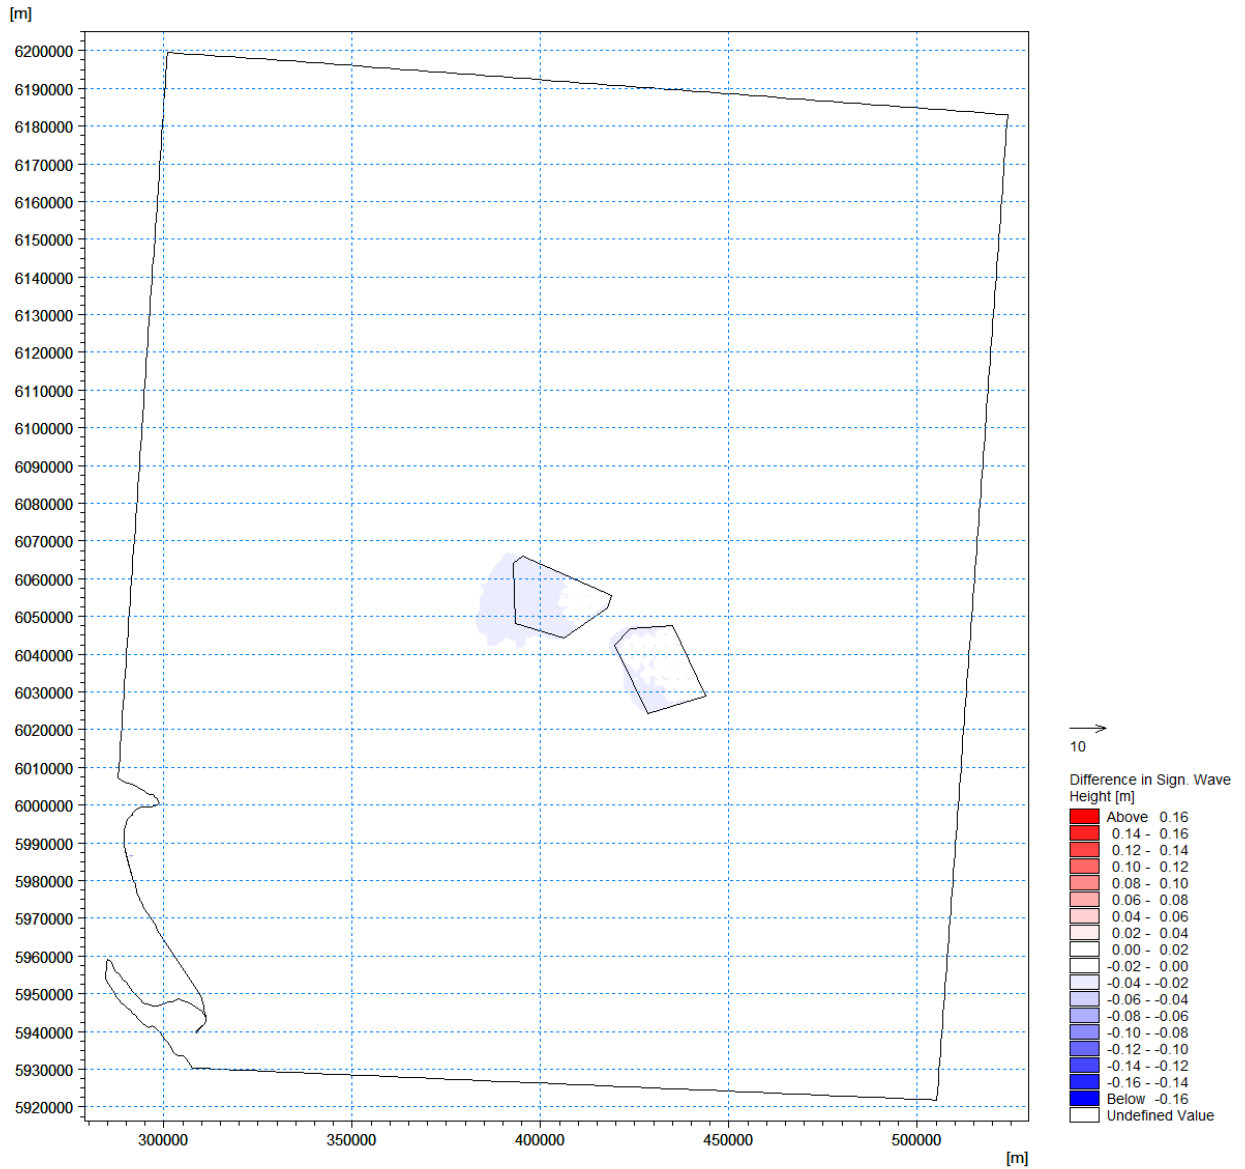 [m]
6200000
6190000
6180000
6170000
6160000
6150000
6140000
6130000
6120000
6110000
6100000
6090000
6080000
6070000
6060000
6050000
6040000
6030000
6020000
6010000
6000000
5990000
5980000
5970000
5960000
5950000
5940000
5930000
5920000
300000 350000 400000 450000 500000
[m]
10
Difference in Sign. Wave
Height [m]
Above 0.16
0.14 - 0.16
0.12 - 0.14
0.10 - 0.12
0.08 - 0.10
0.06 - 0.08
0.04 - 0.06
0.02 - 0.04
0.00 - 0.02
-0.02 - 0.00
-0.04 - -0.02
-0.06 - -0.04
-0.08 - -0.06
-0.10 - -0.08
-0.12 - -0.10
-0.14 - -0.12
-0.16 - -0.14
Below -0.16
Undefined Value